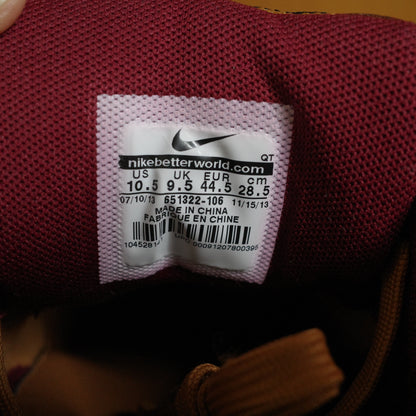 nikebetterworld.com
QT
US UK EUR cm
10.5 9.5 44.5 28.5
07/10/13 651322-106 11/15/13
MADE IN CHINA
FABRIQUE EN CHINE
00091207800395